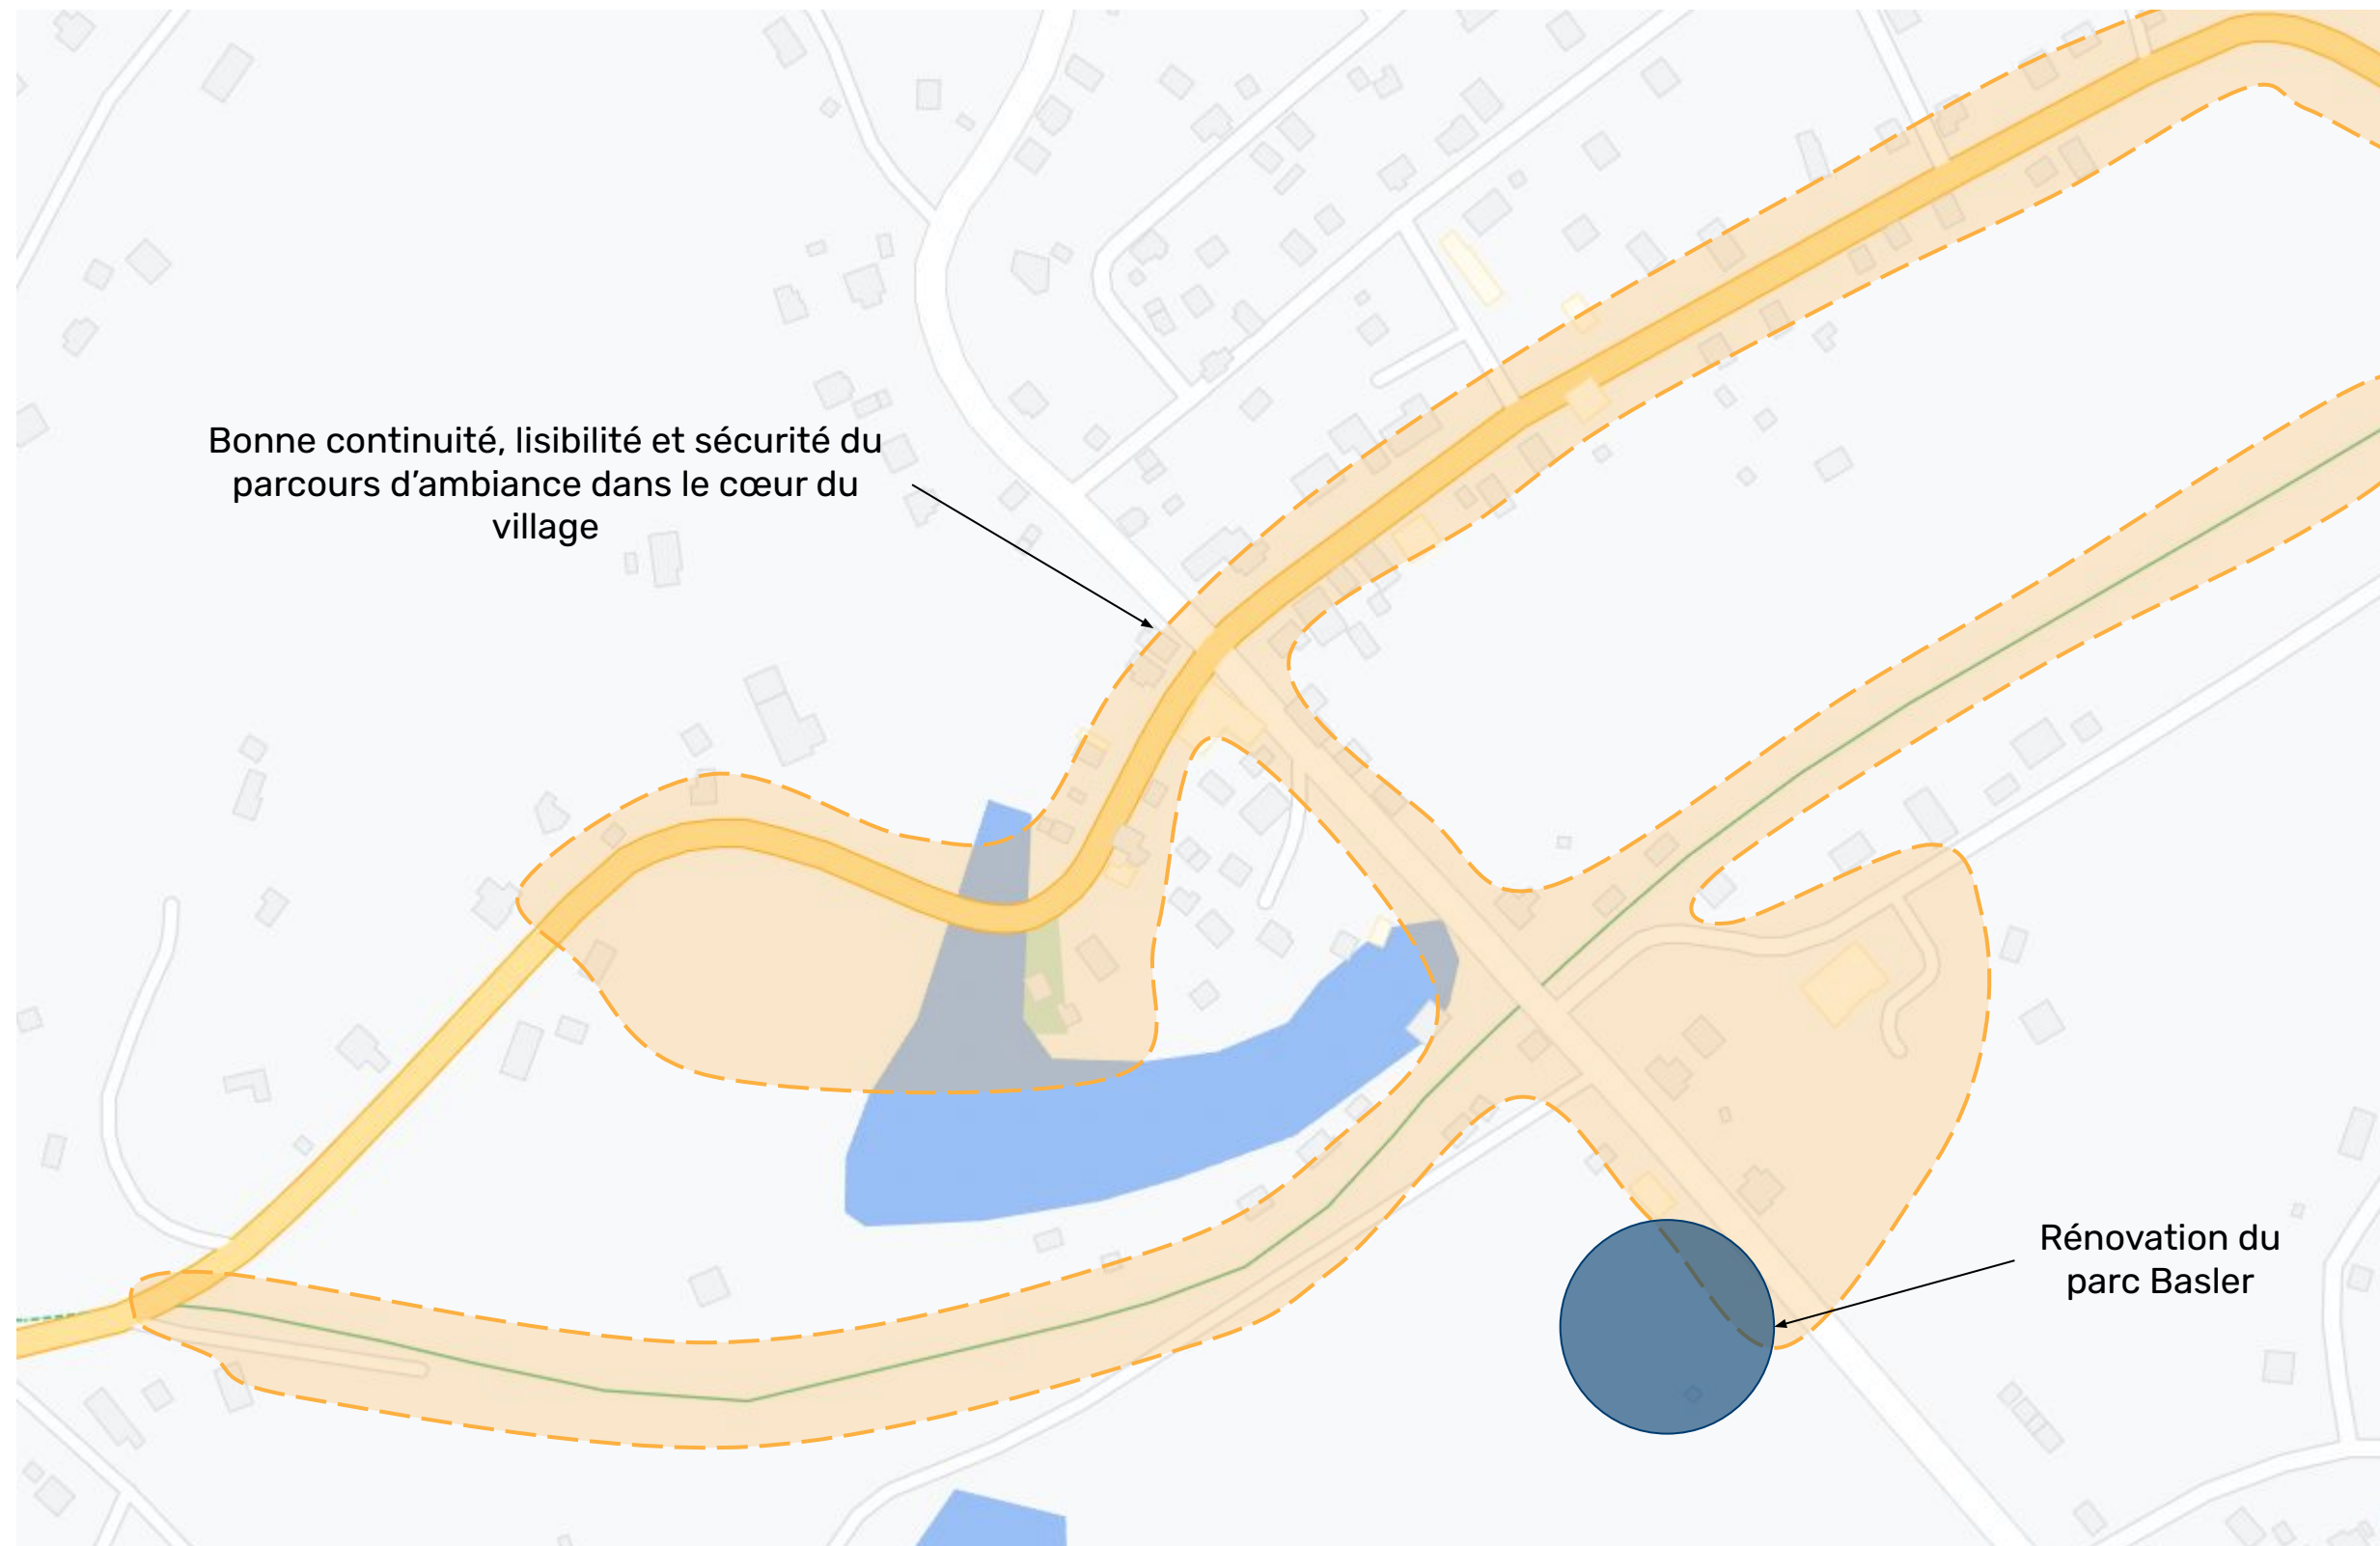 Bonne continuité, lisibilité et sécurité du
parcours d’ambiance dans le cœur du
village
Rénovation du
parc Basler